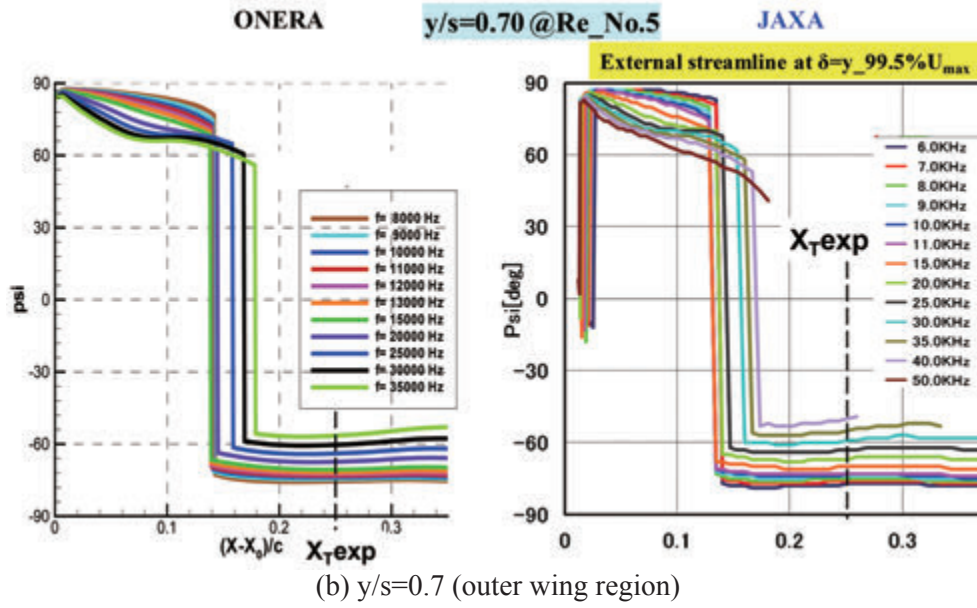 ONERA
y/s=0.70 @Re_No.5
JAXA
External streamline at δ=y_99.5%Umax
90
60
30
0
-30
-60
-90
psi
f= 8000 Hz
f= 9000 Hz
f= 10000 Hz
f= 11000 Hz
f= 12000 Hz
f= 13000 Hz
f= 15000 Hz
f= 20000 Hz
f= 25000 Hz
f= 30000 Hz
f= 35000 Hz
0
0.1
0.2
0.3
(X-X0)/c
XTexp
90
60
30
0
−30
−60
−90
Psi[deg]
6.0KHz
7.0KHz
8.0KHz
9.0KHz
10.0KHz
11.0KHz
15.0KHz
20.0KHz
25.0KHz
30.0KHz
35.0KHz
40.0KHz
50.0KHz
XTexp
0
0.1
0.2
0.3
(b) y/s=0.7 (outer wing region)